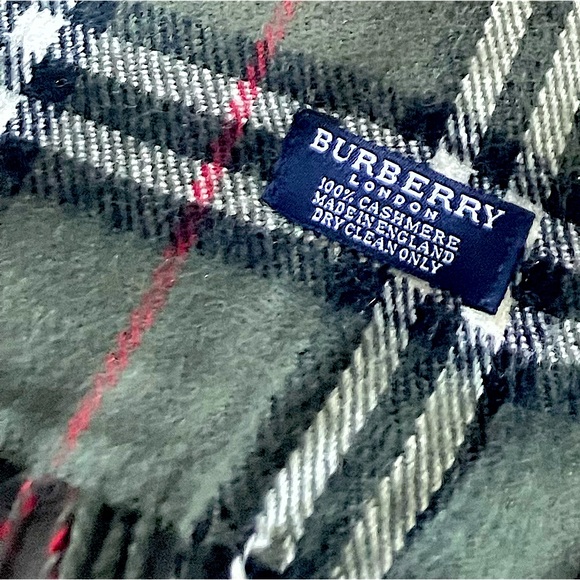 BURBERRY
LONDON
100% CASHMERE
MADE IN ENGLAND
DRY CLEAN ONLY